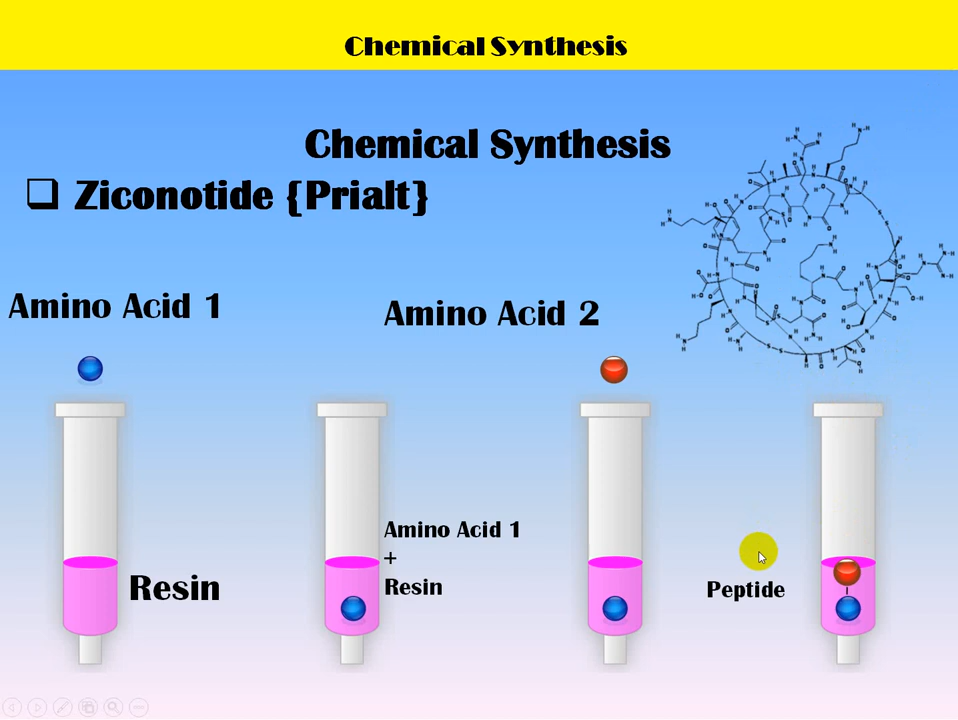 Chemical Synthesis
Chemical Synthesis
Ziconotide {Prialt}
Amino Acid 1
Amino Acid 2
Amino Acid 1
+
Resin
Resin
Peptide